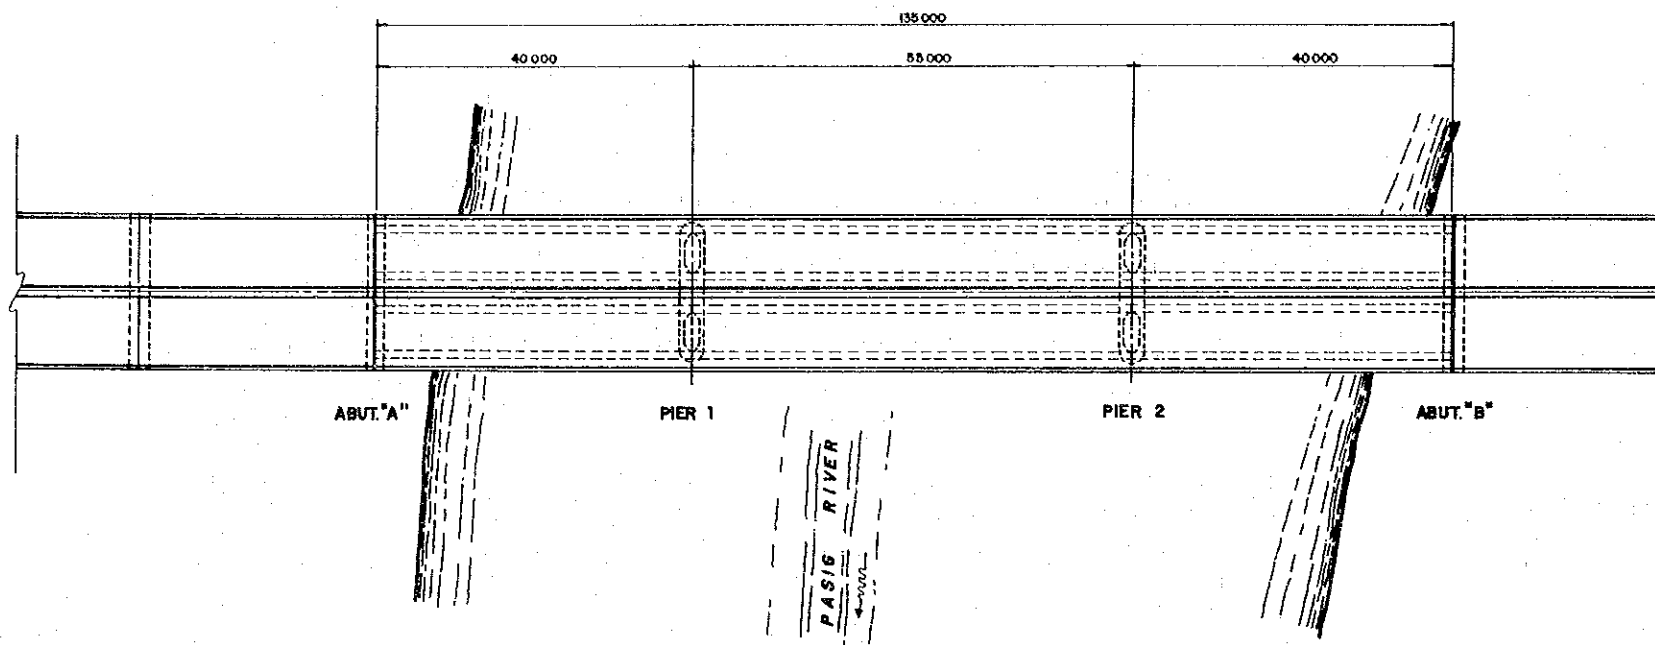 135 000
40 000 55 000 40 000
ABUT. "A" PIER 1 PIER 2 ABUT. "B"
PASIG RIVER